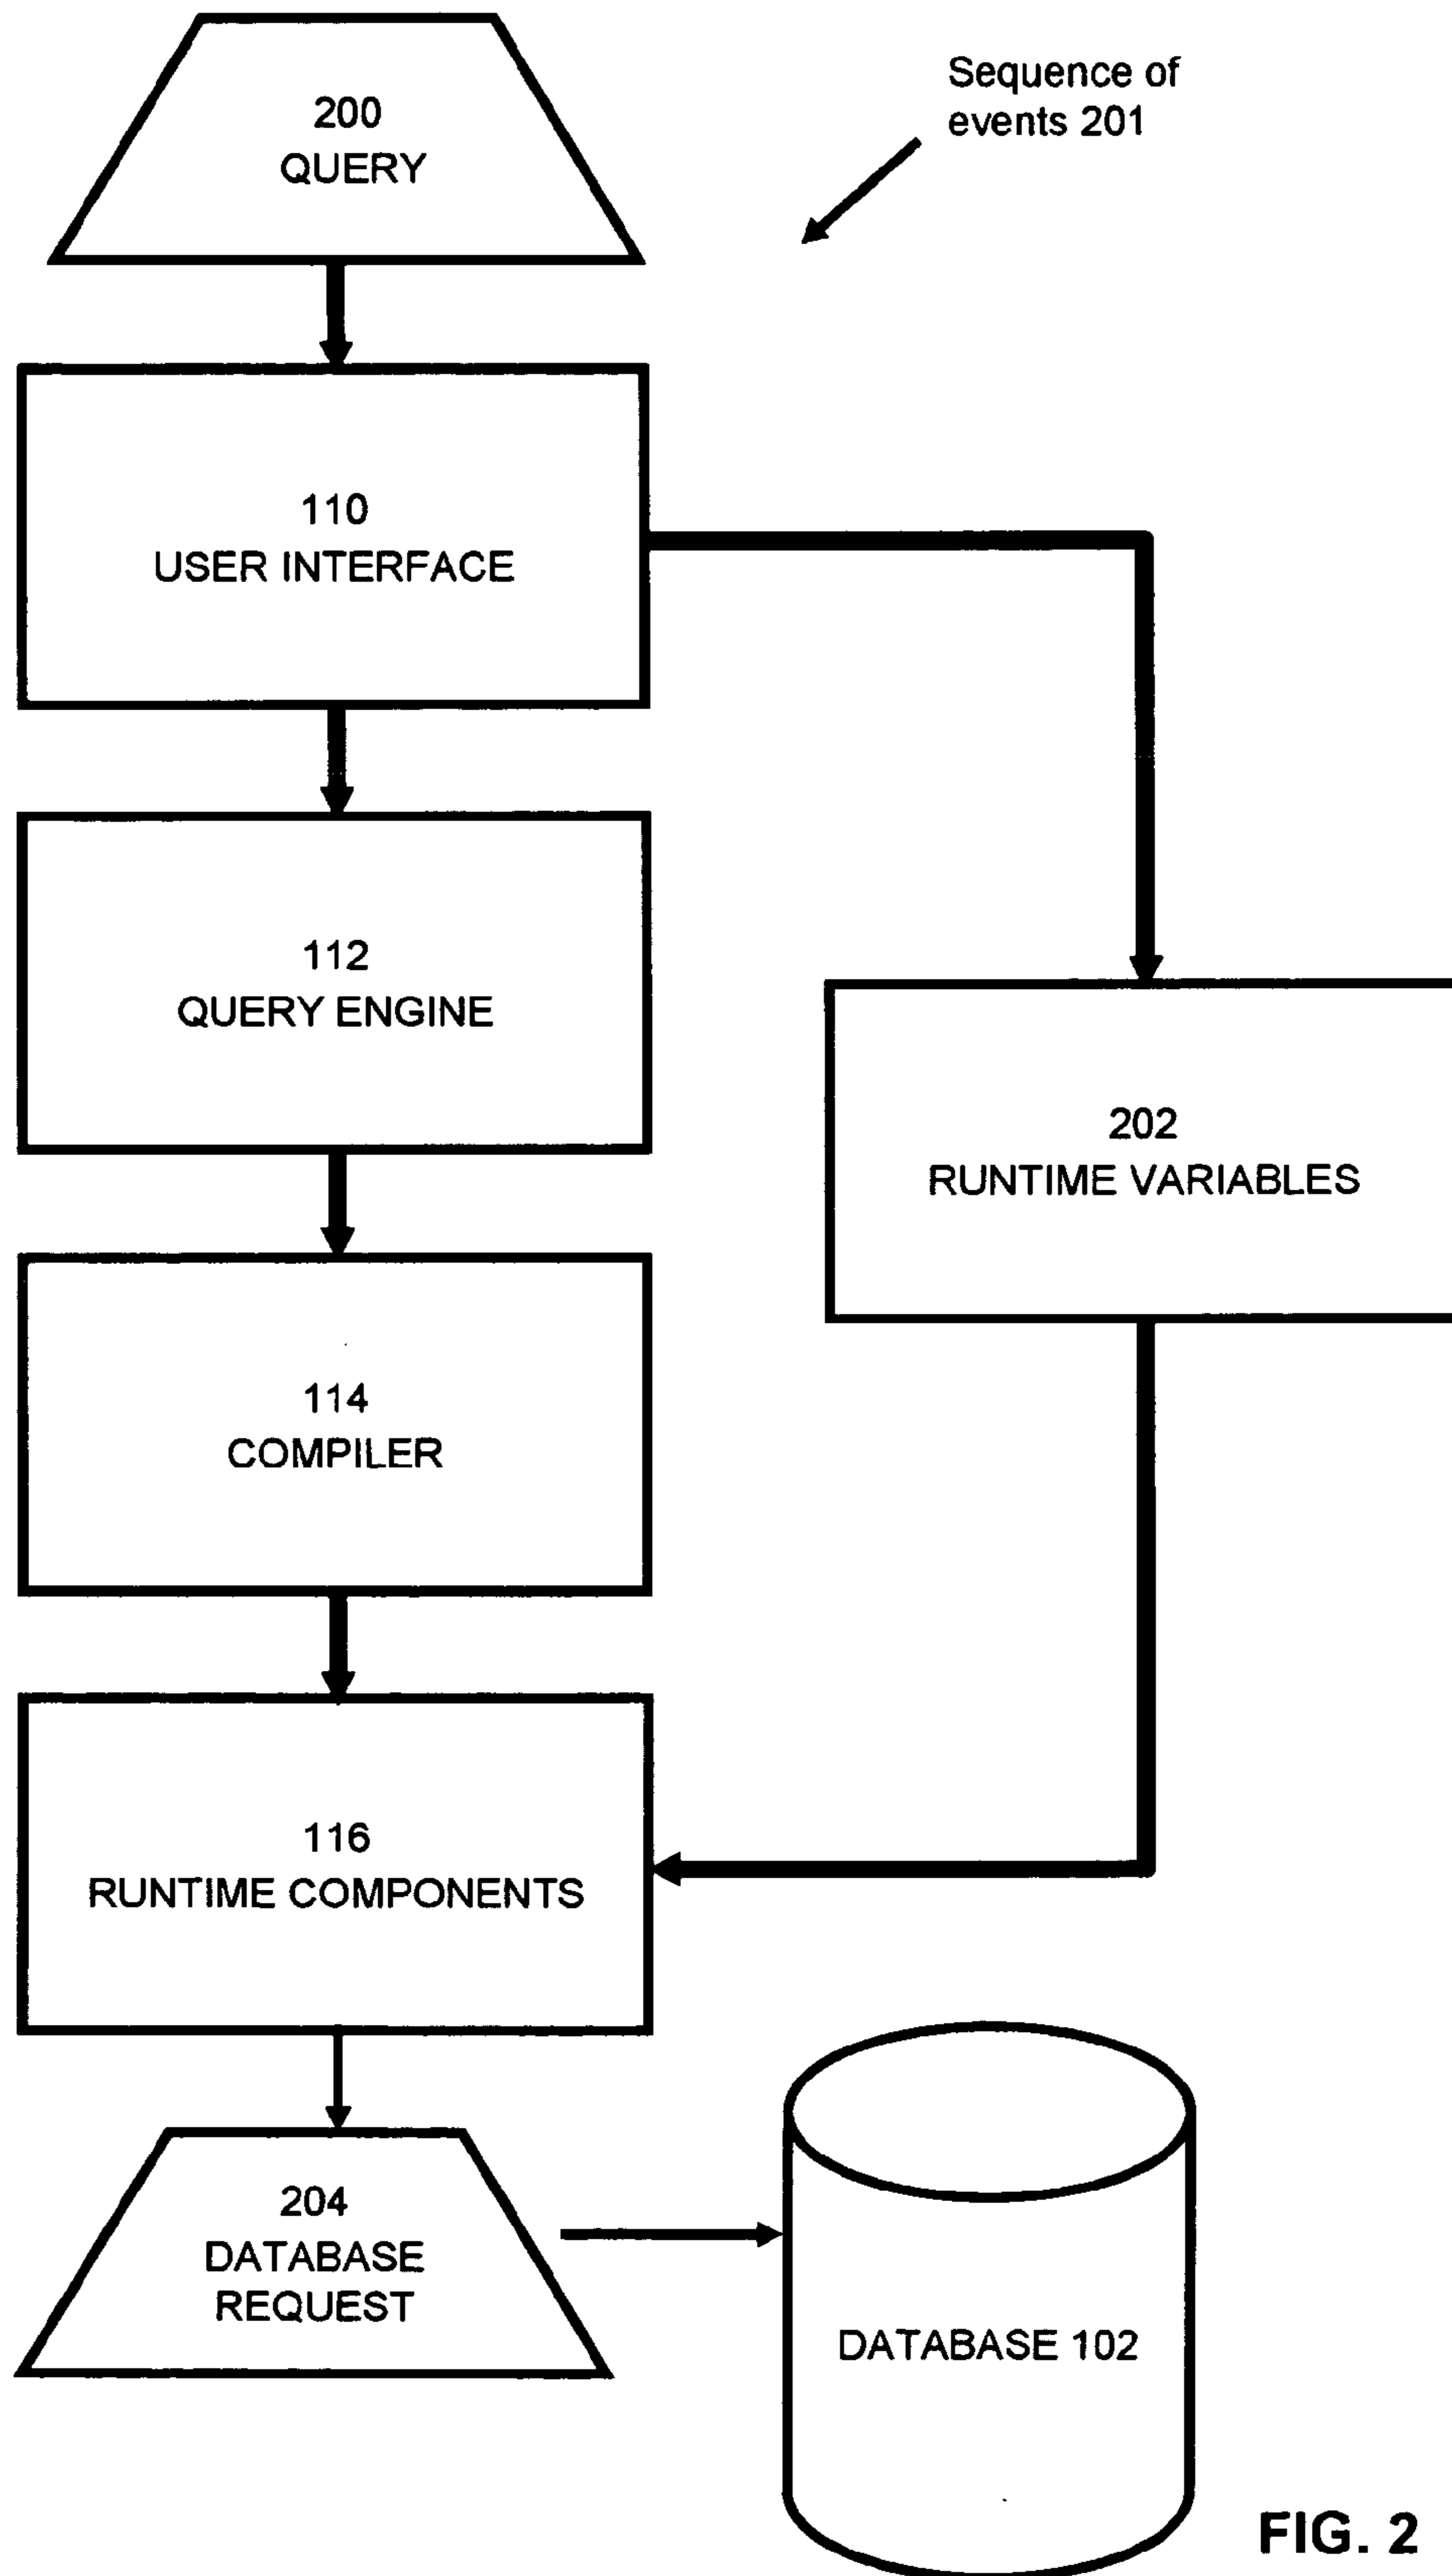 200
QUERY
Sequence of
events 201
110
USER INTERFACE
112
QUERY ENGINE
202
RUNTIME VARIABLES
114
COMPILER
116
RUNTIME COMPONENTS
204
DATABASE
REQUEST
DATABASE 102
FIG. 2